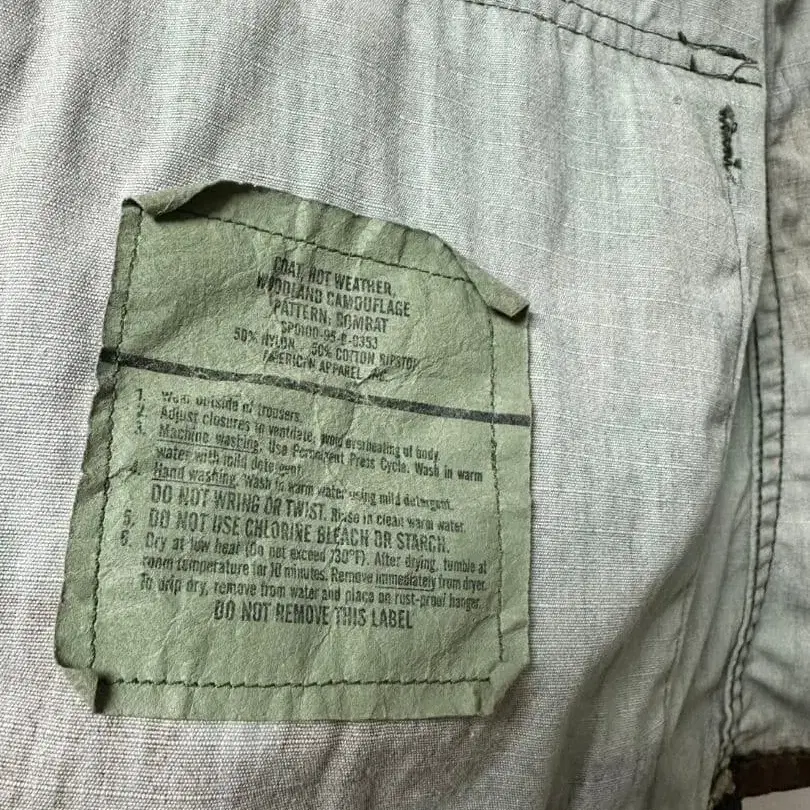 COAT, HOT WEATHER,
WOODLAND CAMOUFLAGE
PATTERN, COMBAT
SPO100-95-D-0353
50% NYLON 50% COTTON RIPSTOP
AMERICAN APPAREL, INC.
1. Wear outside of trousers.
2. Adjust closures to ventilate, avoid overheating of body.
3. Machine washing. Use Permanent Press Cycle. Wash in warm
water with mild detergent.
4. Hand washing, wash in warm water using mild detergent.
DO NOT WRING OR TWIST. Rinse in clean warm water.
5. DO NOT USE CHLORINE BLEACH OR STARCH.
6. Dry at low heat (Do not exceed 130°F). After drying, tumble at
room temperature for 10 minutes. Remove immediately from dryer.
To drip dry, remove from water and place on rust-proof hanger.
DO NOT REMOVE THIS LABEL